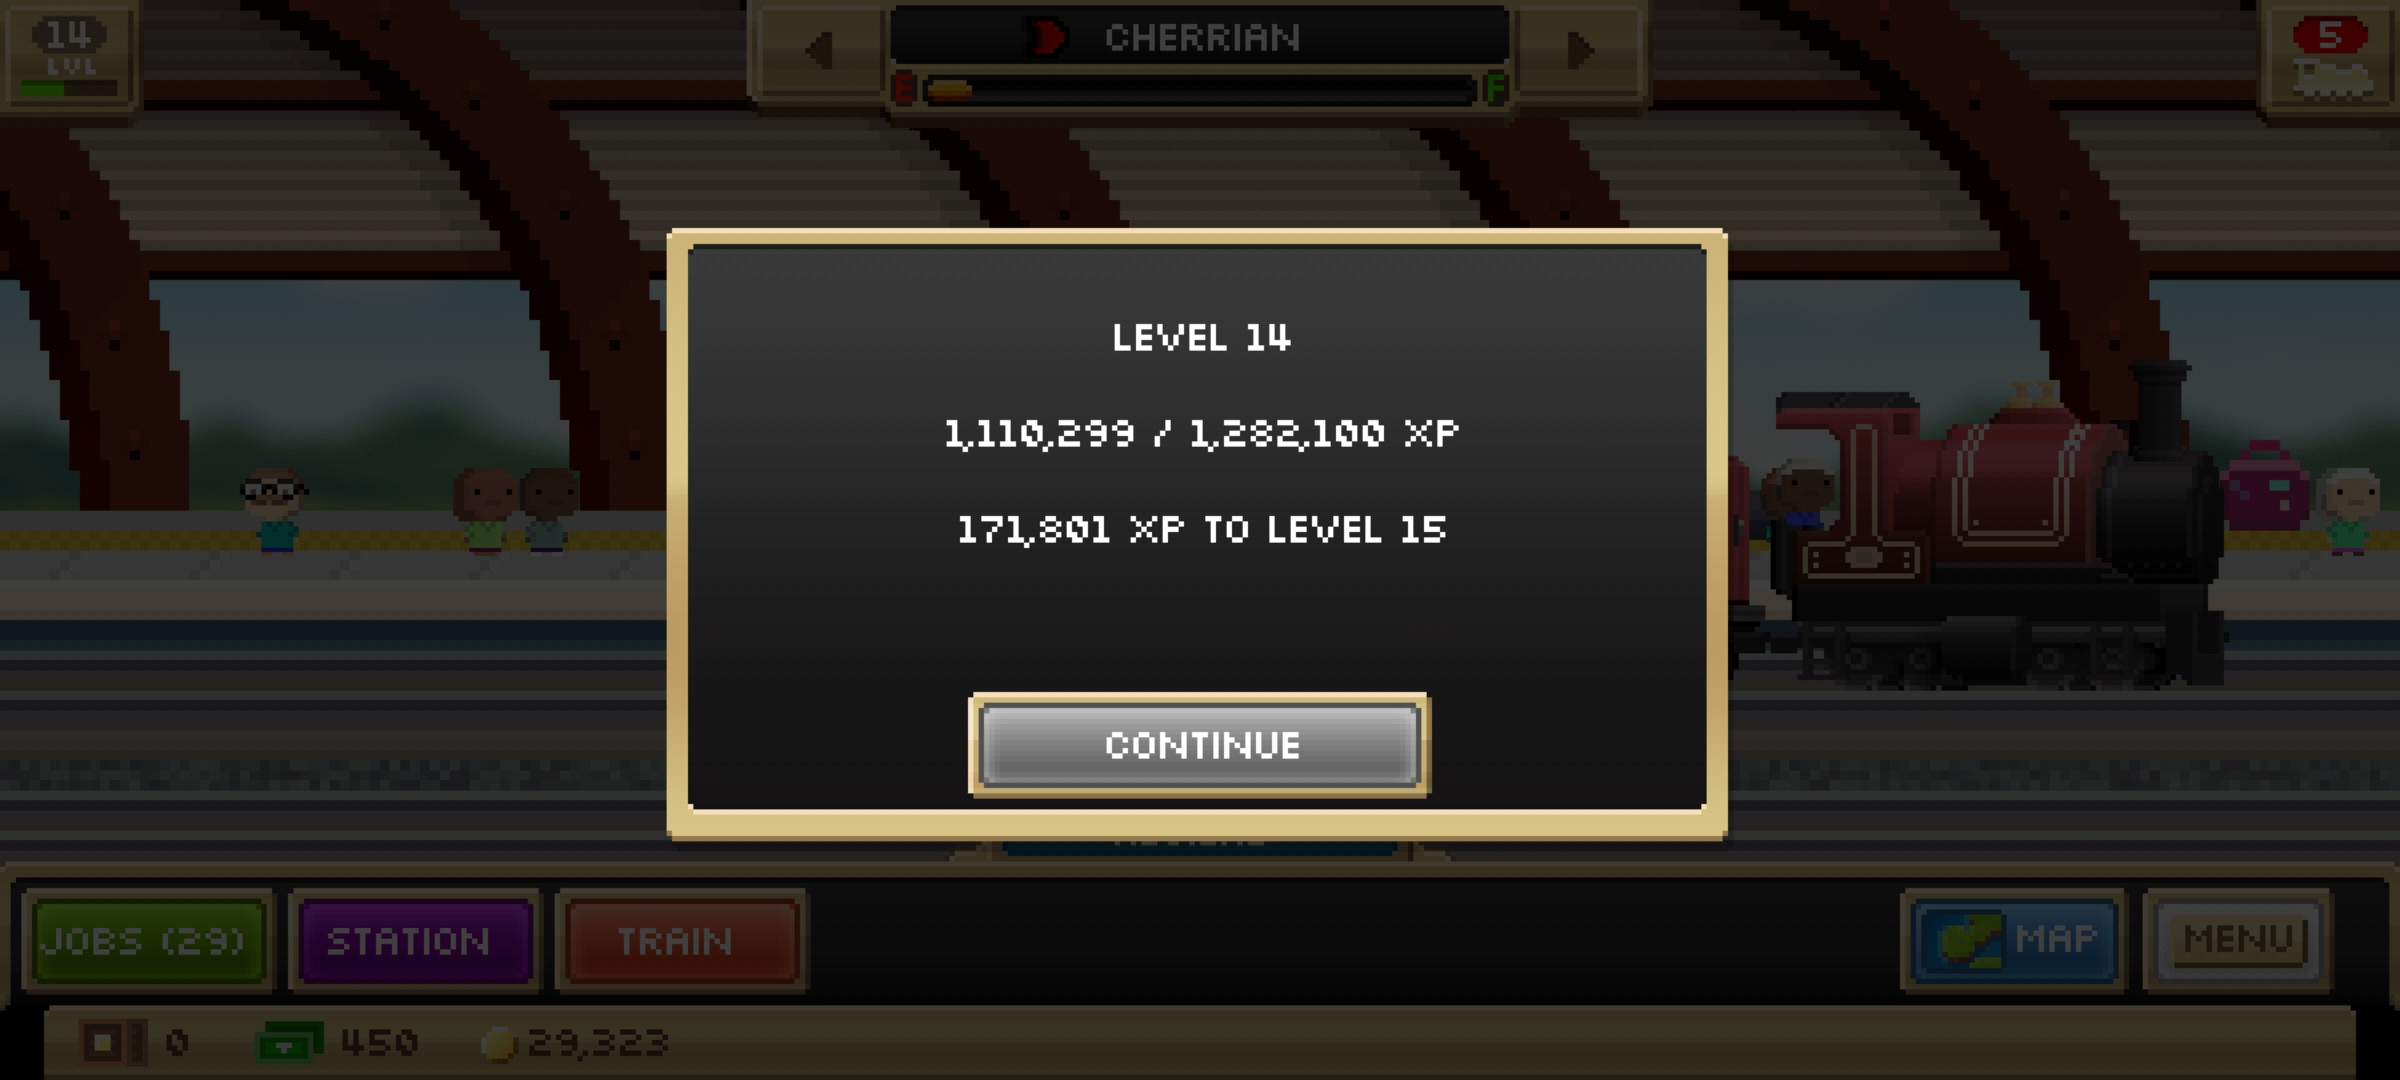 14
LVL
CHERRIAN
E
F
5
LEVEL 14
1,110,299 / 1,282,100 XP
171,801 XP TO LEVEL 15
CONTINUE
JOBS (29)
STATION
TRAIN
MAP
MENU
0
450
29,323